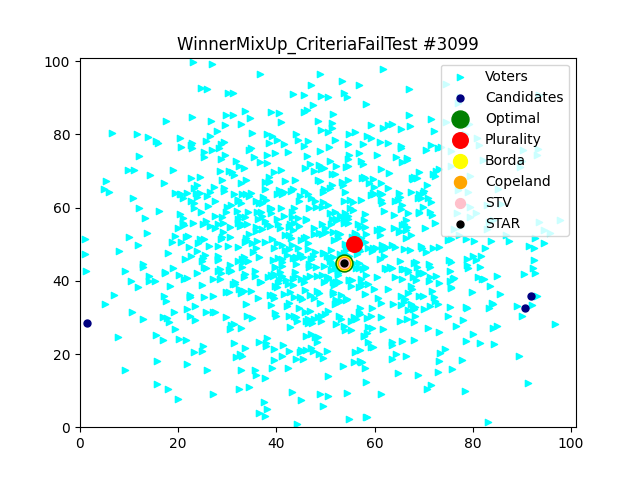 WinnerMixUp_CriteriaFailTest #3099
Voters
Candidates
Optimal
Plurality
Borda
Copeland
STV
STAR
100
80
60
40
20
0
0 20 40 60 80 100